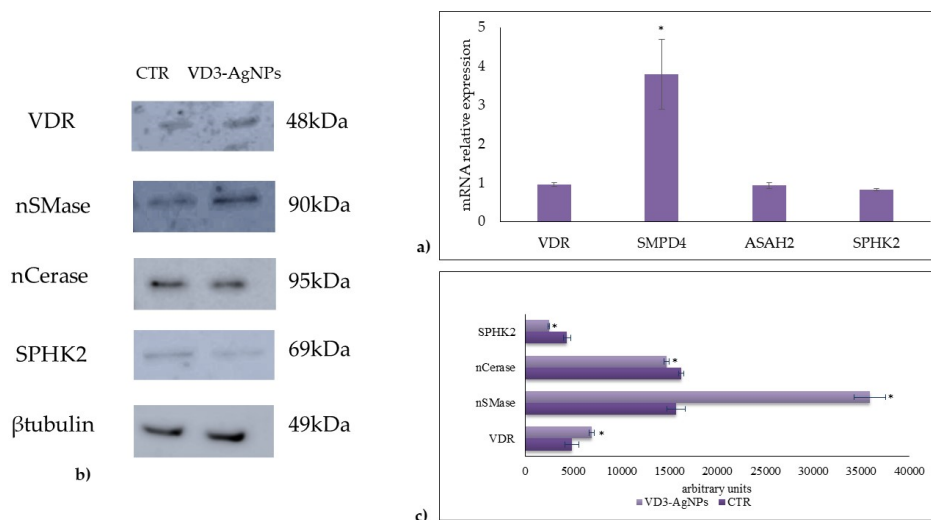 CTR VD3-AgNPs
VDR 48kDa
nSMase 90kDa
nCerase 95kDa
SPHK2 69kDa
βtubulin 49kDa
b)
mRNA relative expression
5
4
3
2
1
0
*
VDR SMPD4 ASAH2 SPHK2
a)
SPHK2 *
nCerase *
nSMase *
VDR *
0 5000 10000 15000 20000 25000 30000 35000 40000
arbitrary units
VD3-AgNPs CTR
c)